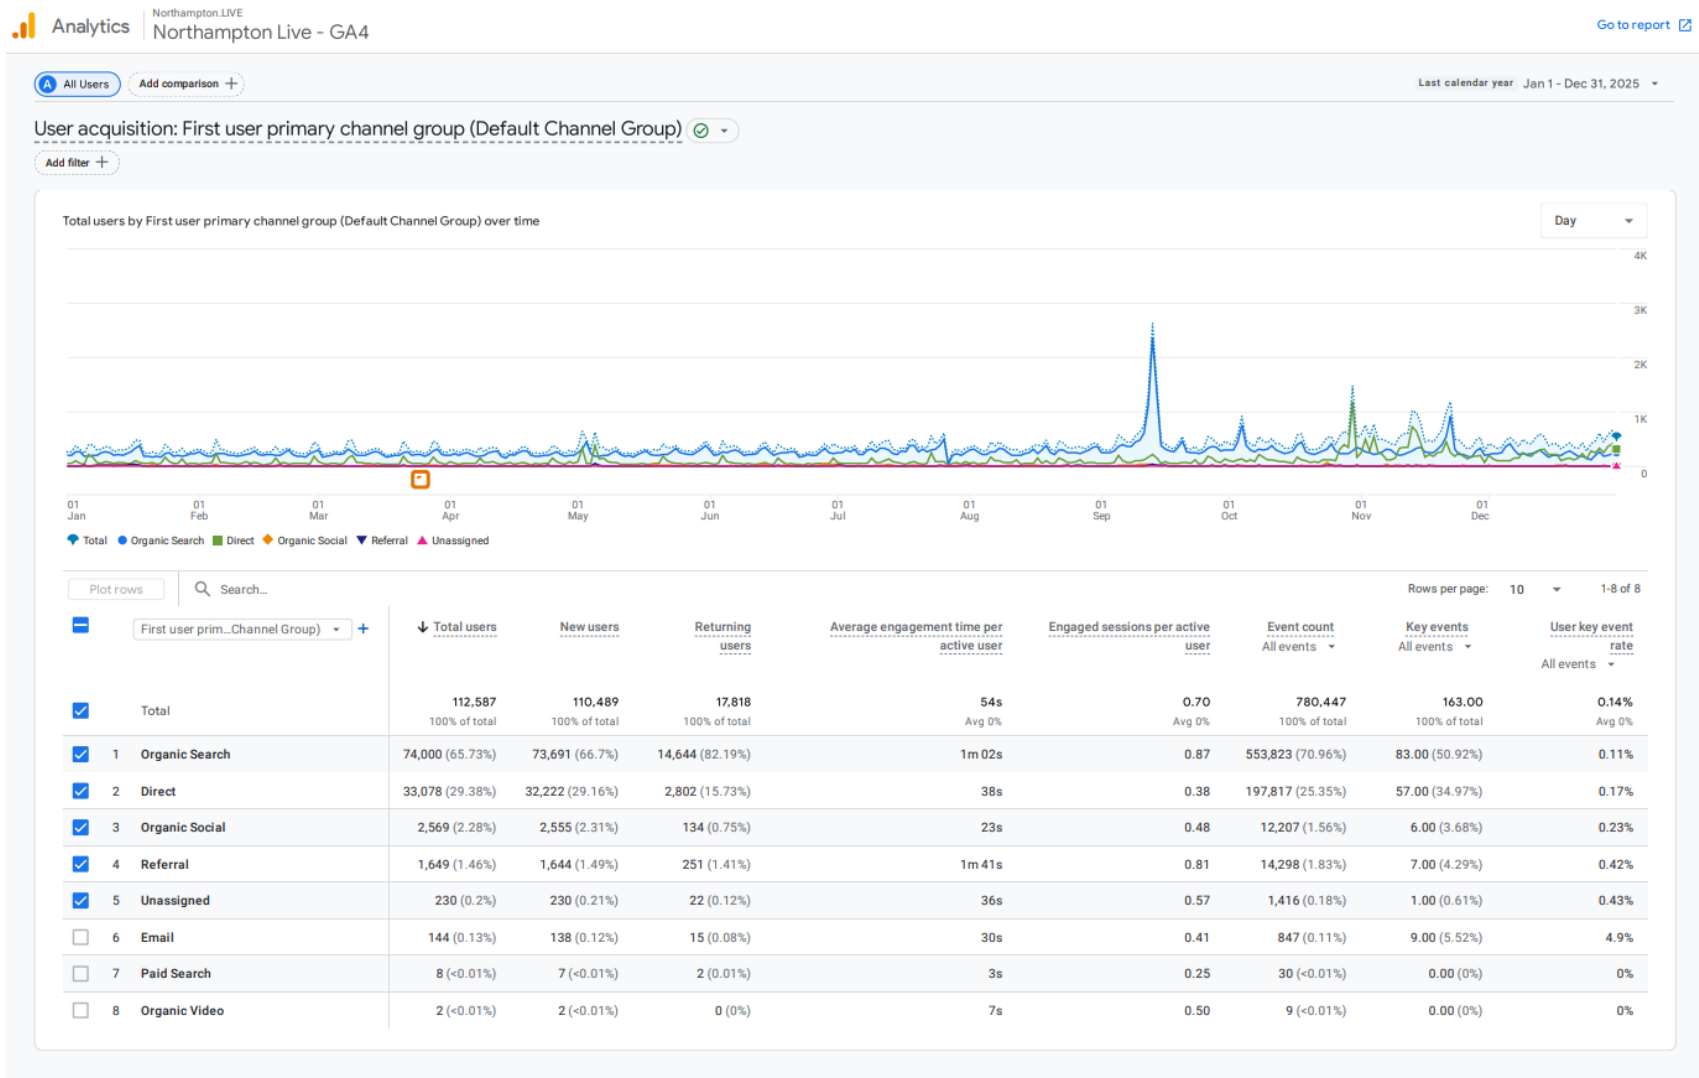 Northampton.LIVE
Analytics
Northampton Live - GA4
Go to report
A All Users
Add comparison +
Last calendar year Jan 1 - Dec 31, 2025
User acquisition: First user primary channel group (Default Channel Group)
Add filter +
Total users by First user primary channel group (Default Channel Group) over time
Day
4K
3K
2K
1K
0
01 01 01 01 01 01 01 01 01 01 01 01
Jan Feb Mar Apr May Jun Jul Aug Sep Oct Nov Dec
Total Organic Search Direct Organic Social Referral Unassigned
Plot rows
Search...
Rows per page: 10 1-8 of 8
First user prim...Channel Group) +
Total users New users Returning users Average engagement time per active user Engaged sessions per active user Event count All events Key events All events User key event rate All events
Total 112,587 110,489 17,818 54s 0.70 780,447 163.00 0.14%
100% of total 100% of total 100% of total Avg 0% Avg 0% 100% of total 100% of total Avg 0%
1 Organic Search 74,000 (65.73%) 73,691 (66.7%) 14,644 (82.19%) 1m 02s 0.87 553,823 (70.96%) 83.00 (50.92%) 0.11%
2 Direct 33,078 (29.38%) 32,222 (29.16%) 2,802 (15.73%) 38s 0.38 197,817 (25.35%) 57.00 (34.97%) 0.17%
3 Organic Social 2,569 (2.28%) 2,555 (2.31%) 134 (0.75%) 23s 0.48 12,207 (1.56%) 6.00 (3.68%) 0.23%
4 Referral 1,649 (1.46%) 1,644 (1.49%) 251 (1.41%) 1m 41s 0.81 14,298 (1.83%) 7.00 (4.29%) 0.42%
5 Unassigned 230 (0.2%) 230 (0.21%) 22 (0.12%) 36s 0.57 1,416 (0.18%) 1.00 (0.61%) 0.43%
6 Email 144 (0.13%) 138 (0.12%) 15 (0.08%) 30s 0.41 847 (0.11%) 9.00 (5.52%) 4.9%
7 Paid Search 8 (<0.01%) 7 (<0.01%) 2 (0.01%) 3s 0.25 30 (<0.01%) 0.00 (0%) 0%
8 Organic Video 2 (<0.01%) 2 (<0.01%) 0 (0%) 7s 0.50 9 (<0.01%) 0.00 (0%) 0%